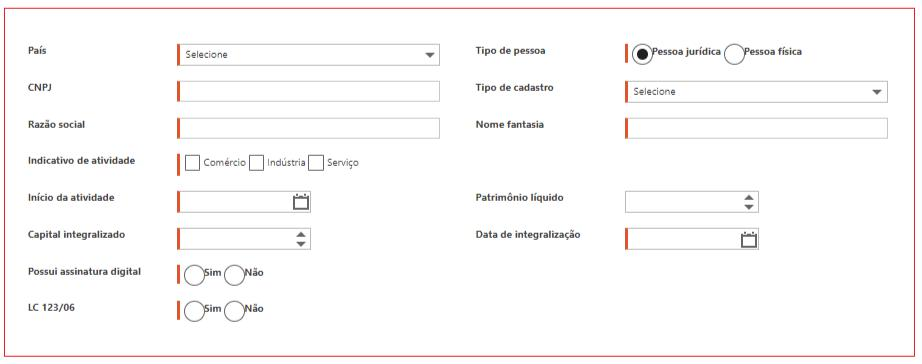 País Selecione Tipo de pessoa Pessoa jurídica Pessoa física
CNPJ Tipo de cadastro Selecione
Razão social Nome fantasia
Indicativo de atividade Comércio Indústria Serviço
Início da atividade Patrimônio líquido
Capital integralizado Data de integralização
Possui assinatura digital Sim Não
LC 123/06 Sim Não